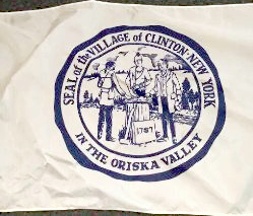 SEAL of the VILLAGE of CLINTON · NEW YORK
IN THE ORISKA VALLEY
1787